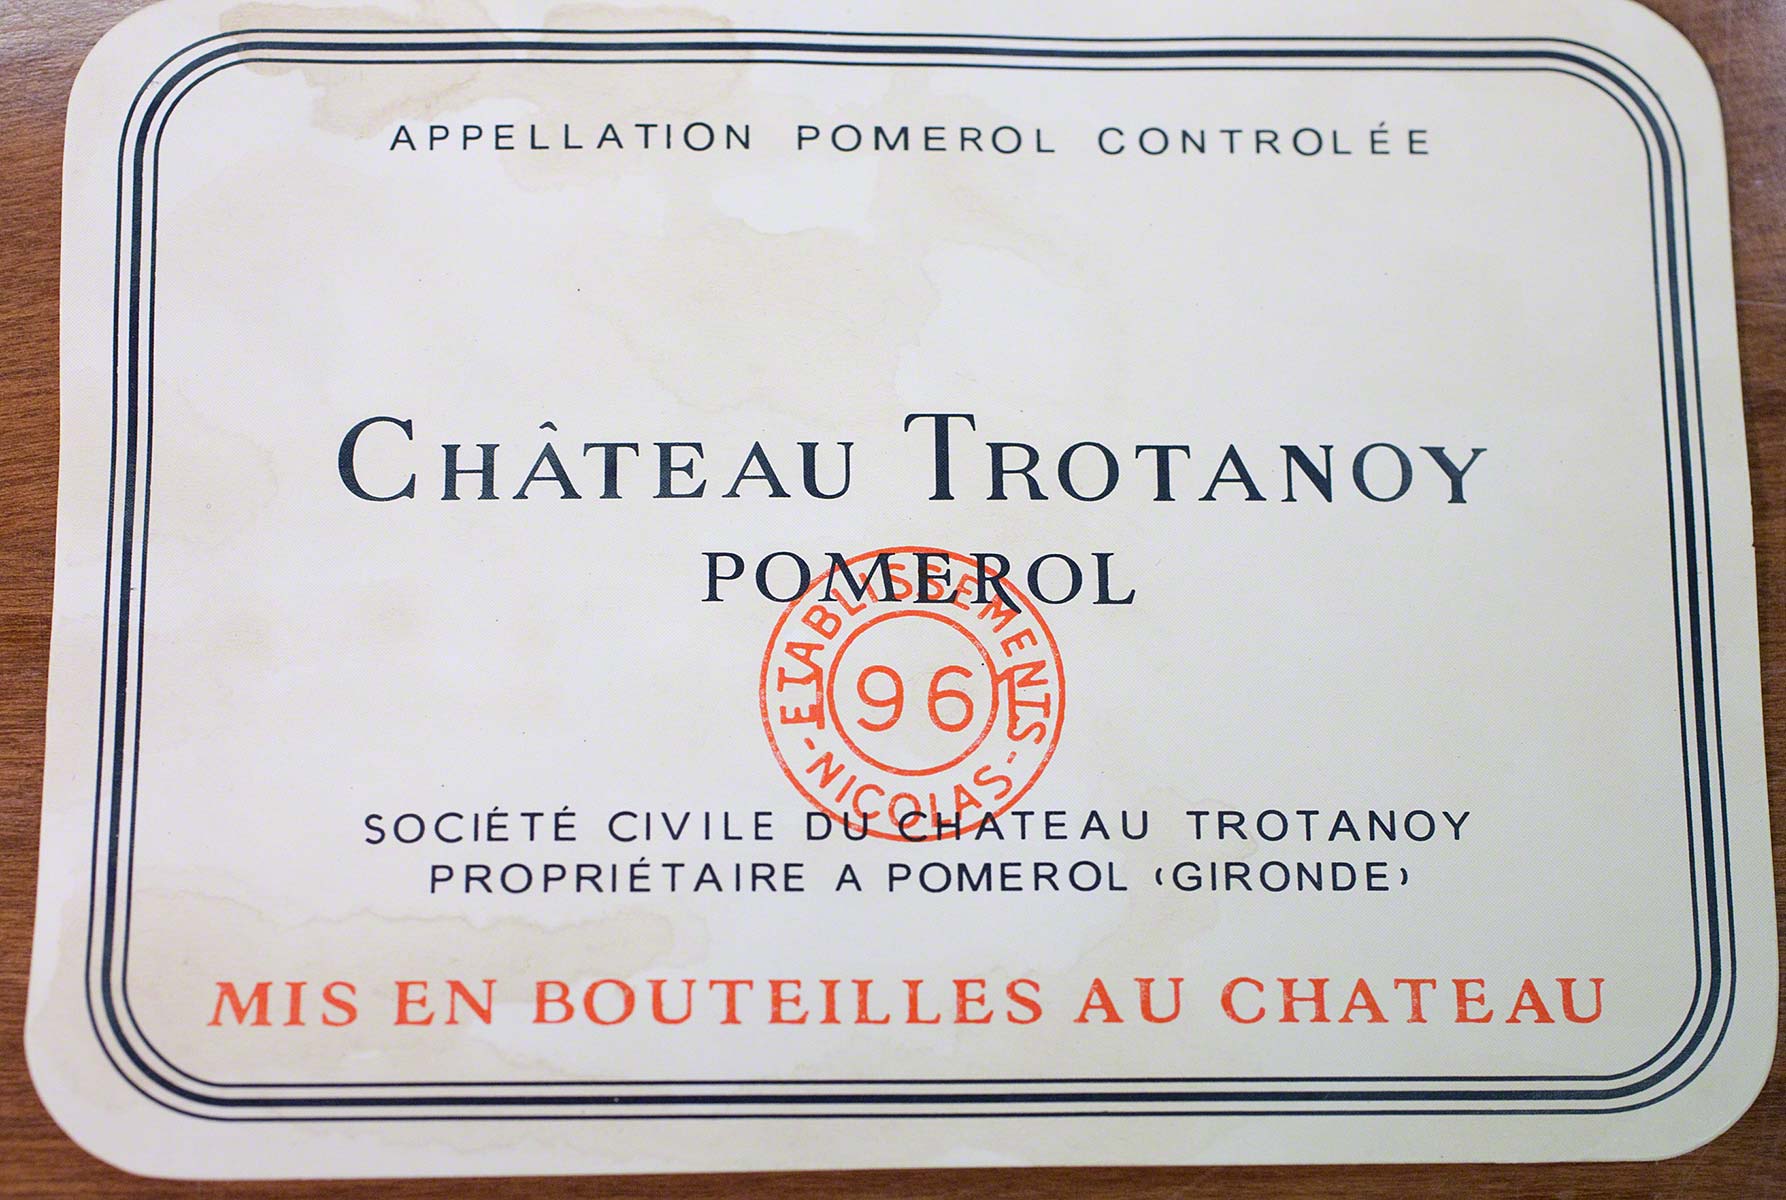 APPELLATION POMEROL CONTROLÉE
CHÂTEAU TROTANOY
POMEROL
ETABLISSEMENTS
96
- NICOLAS -
SOCIÉTÉ CIVILE DU CHATEAU TROTANOY
PROPRIÉTAIRE A POMEROL (GIRONDE)
MIS EN BOUTEILLES AU CHATEAU